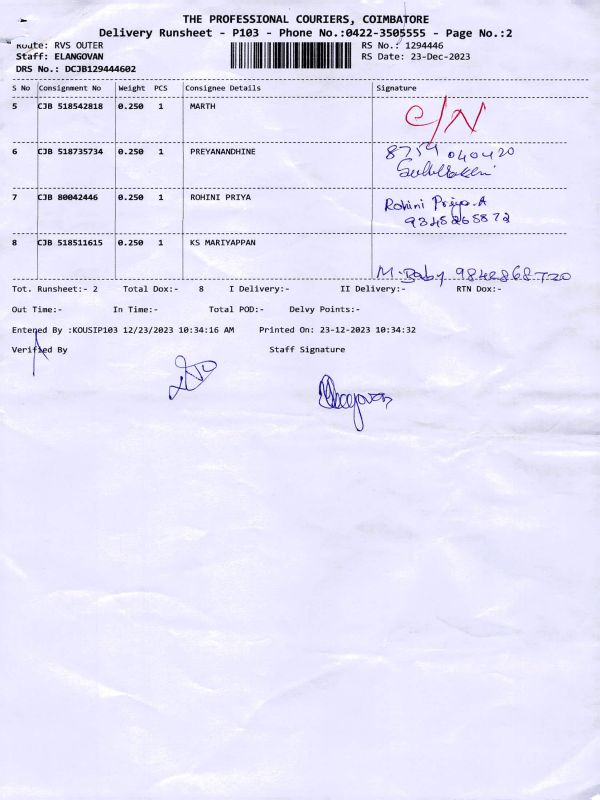 THE PROFESSIONAL COURIERS, COIMBATORE
Delivery Runsheet - P103 - Phone No.:0422-3505555 - Page No.:2
Route: RVS OUTER RS No.: 1294446
Staff: ELANGOVAN RS Date: 23-Dec-2023
DRS No.: DCJB129444602
S No Consignment No Weight PCS Consignee Details Signature
5 CJB 518542818 0.250 1 MARTH C/N
6 CJB 518735734 0.250 1 PREYANANDHINE 8754 040420
7 CJB 80042446 0.250 1 ROHINI PRIYA Rohini Priya.A
9345265872
8 CJB 518511615 0.250 1 KS MARIYAPPAN
M.Baby 9842868720
Tot. Runsheet:- 2 Total Dox:- 8 I Delivery:- II Delivery:- RTN Dox:-
Out Time:- In Time:- Total POD:- Delvy Points:-
Entered By :KOUSIP103 12/23/2023 10:34:16 AM Printed On: 23-12-2023 10:34:32
Verified By Staff Signature